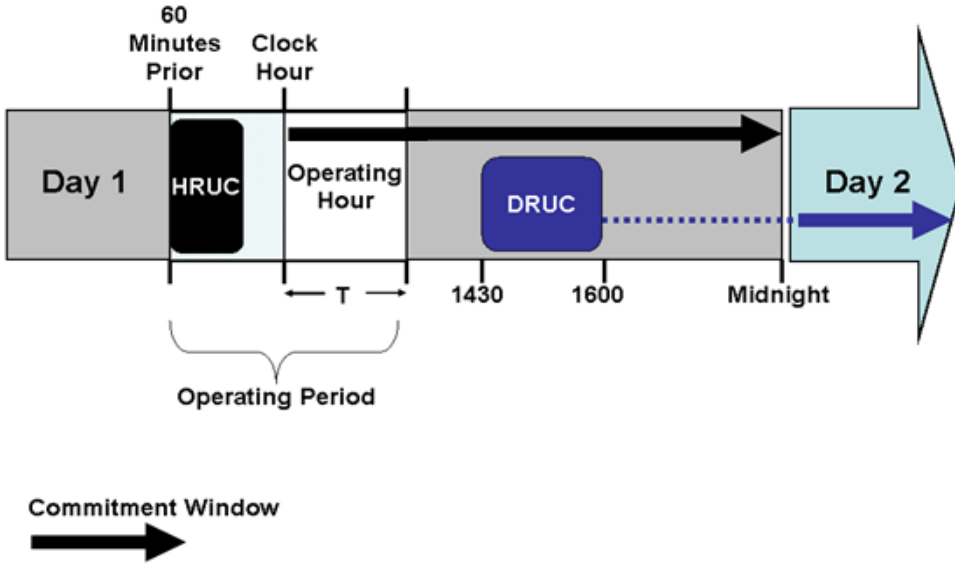 60
Minutes
Prior
Clock
Hour
Day 1
HRUC
Operating
Hour
DRUC
Day 2
T
1430
1600
Midnight
Operating Period
Commitment Window